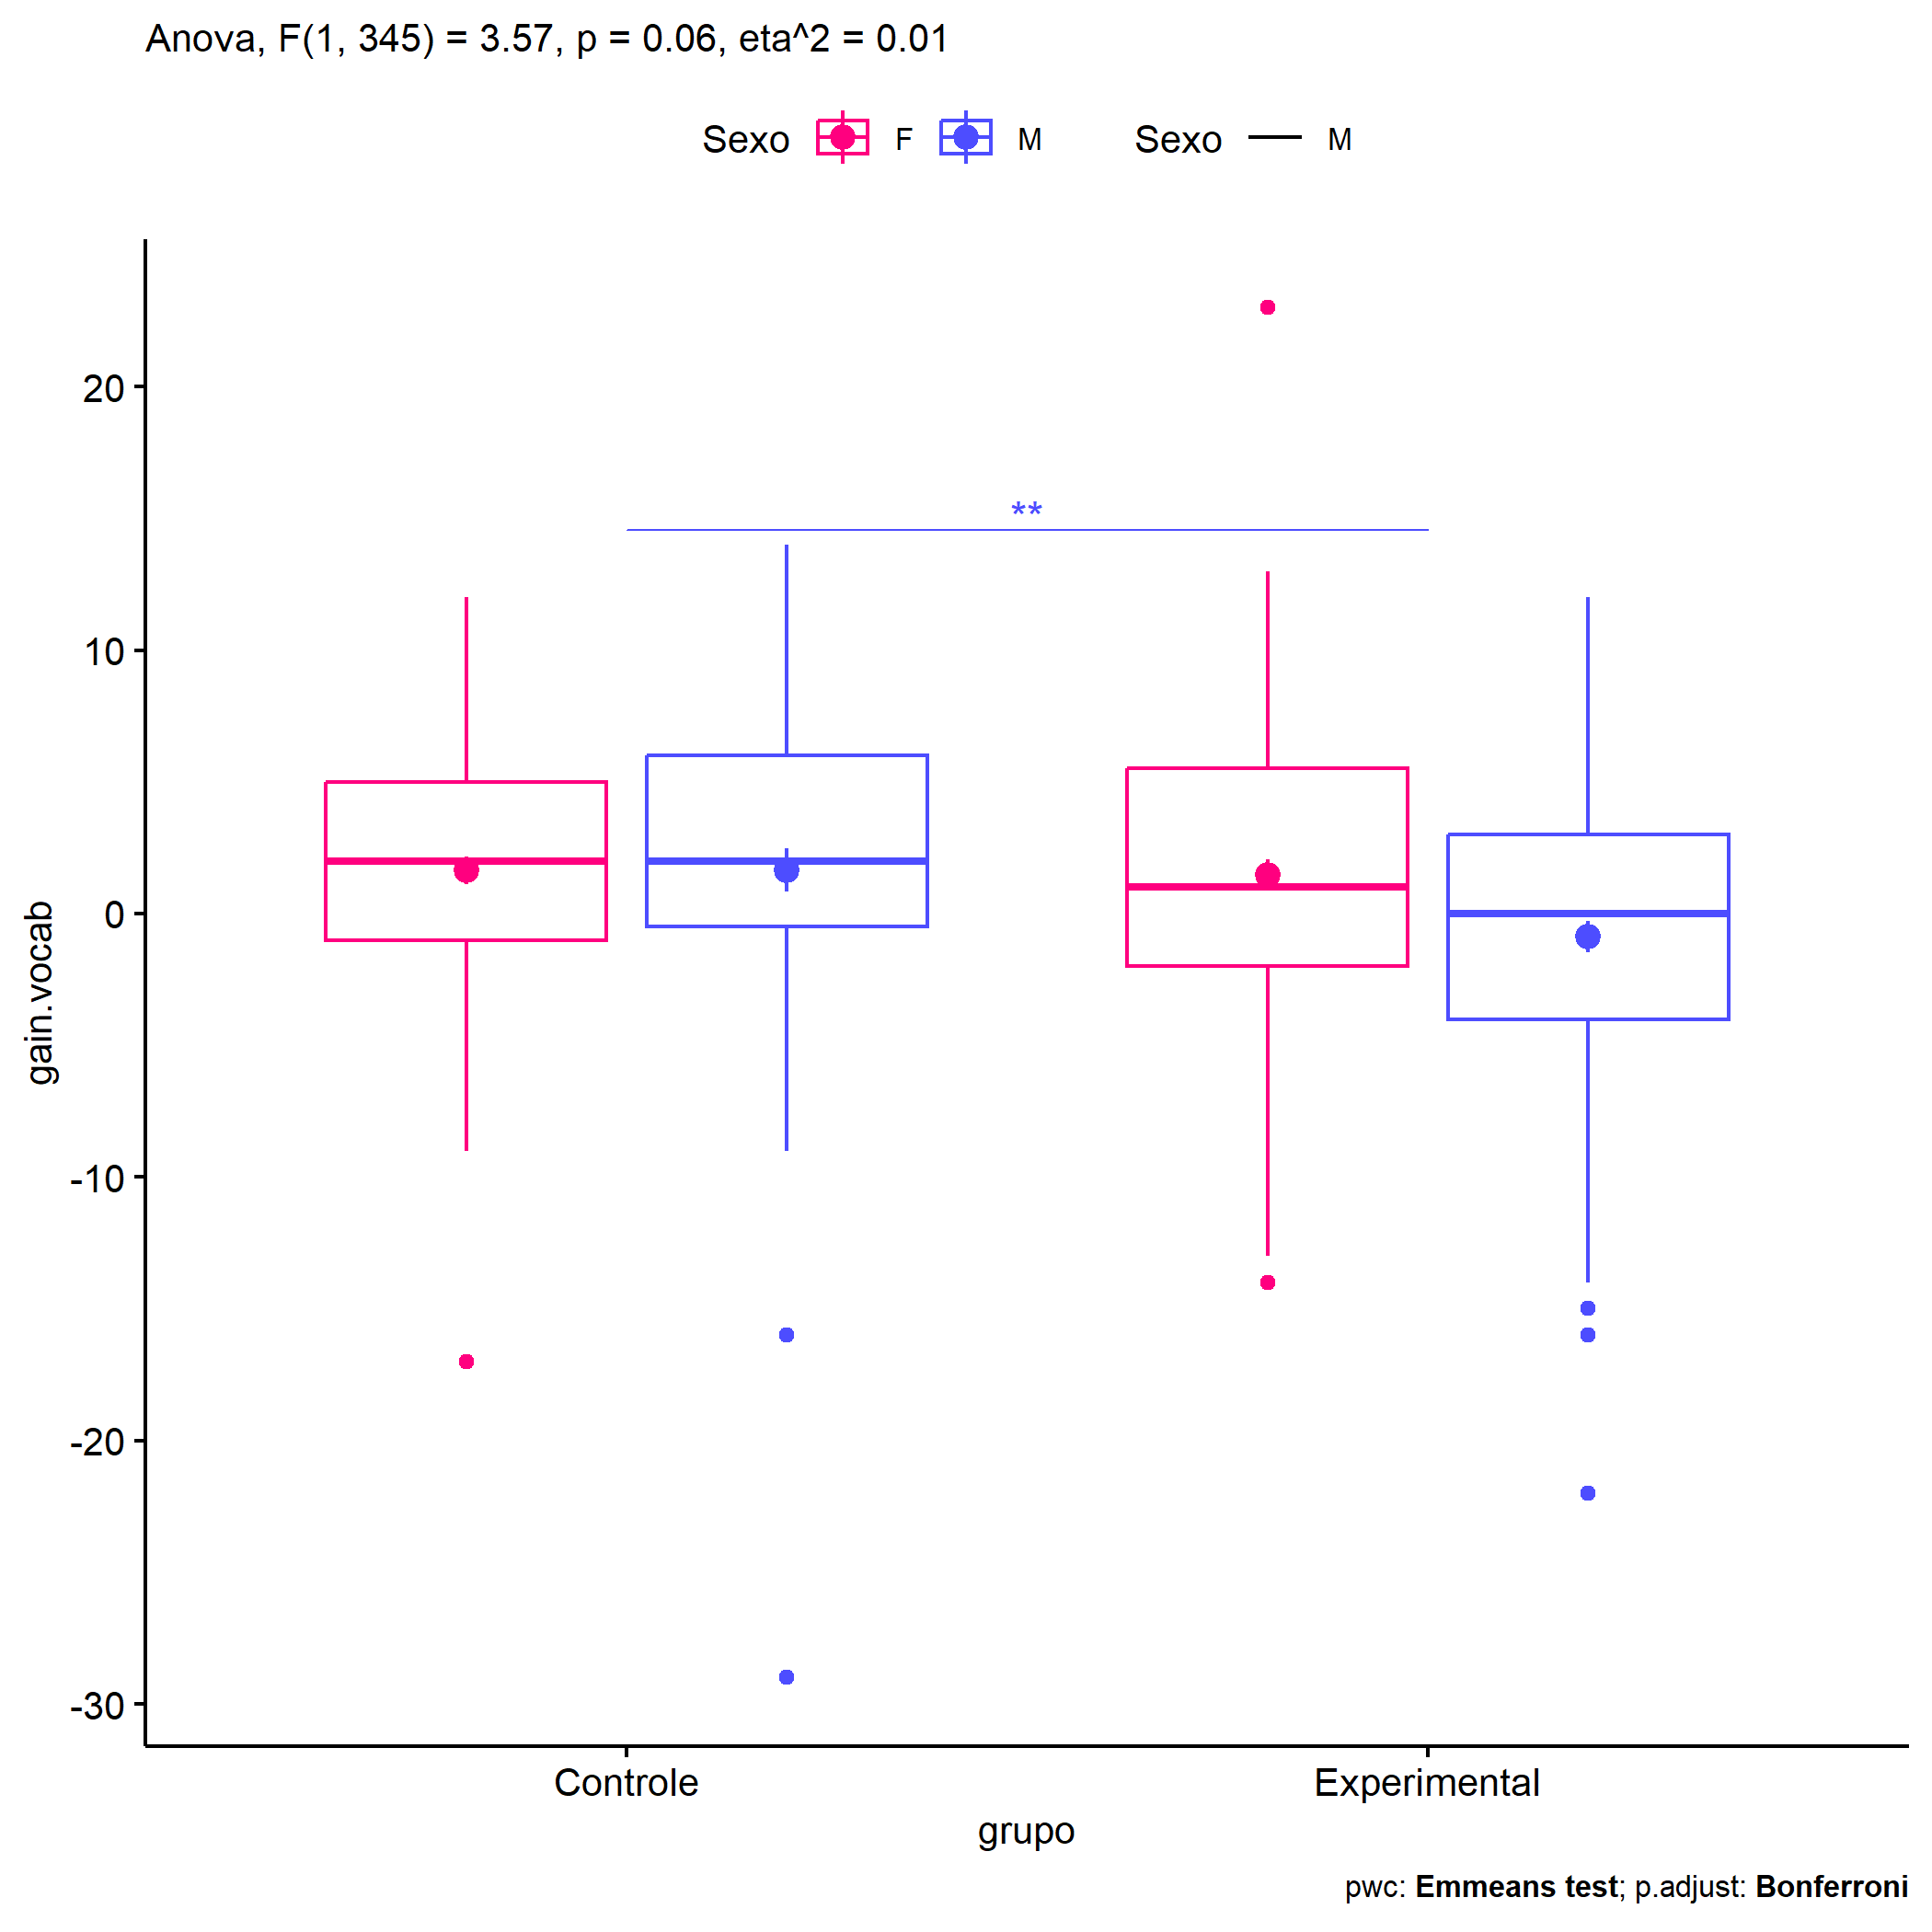 Anova, F(1, 345) = 3.57, p = 0.06, eta^2 = 0.01
Sexo F M Sexo M
20
10
0
-10
-20
-30
gain.vocab
**
Controle Experimental
grupo
pwc: Emmeans test; p.adjust: Bonferroni